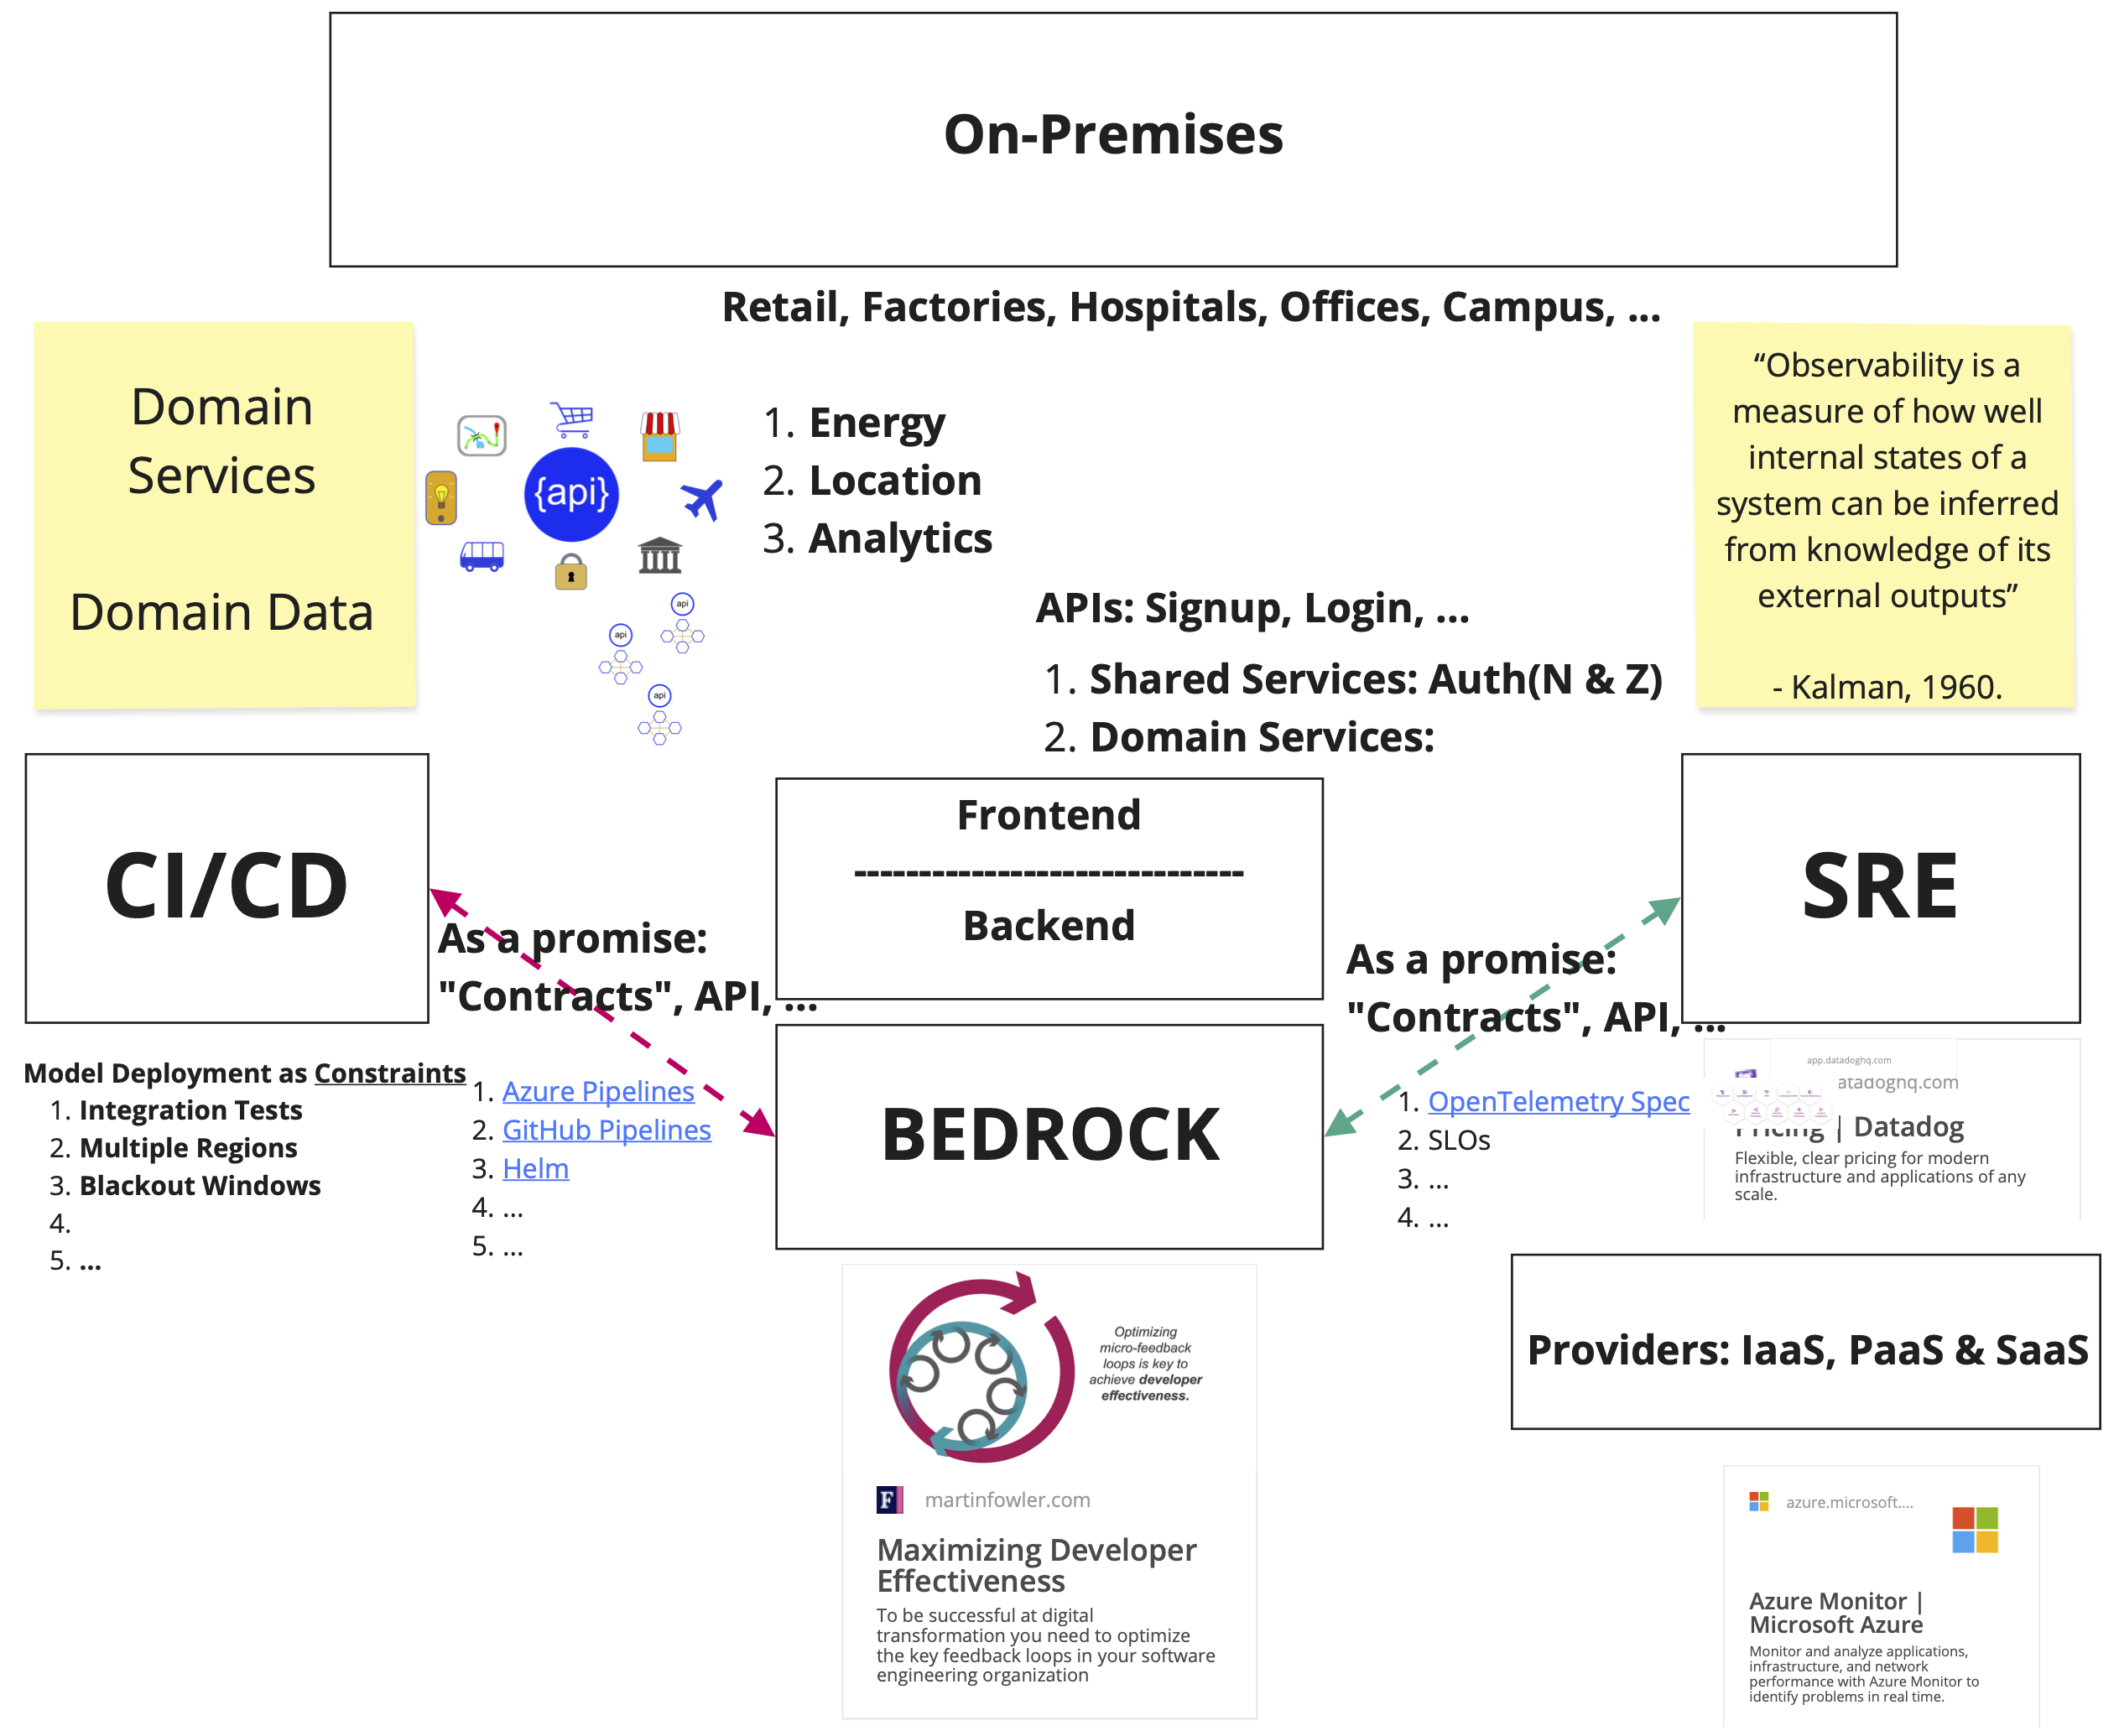 On-Premises
Retail, Factories, Hospitals, Offices, Campus, ...
Domain
Services
Domain Data
{api}
api
api
api
1. Energy
2. Location
3. Analytics
“Observability is a
measure of how well
internal states of a
system can be inferred
from knowledge of its
external outputs”
- Kalman, 1960.
APIs: Signup, Login, ...
1. Shared Services: Auth(N & Z)
2. Domain Services:
CI/CD
Frontend
------------------------------
Backend
SRE
As a promise:
"Contracts", API, ...
As a promise:
"Contracts", API, ...
Model Deployment as Constraints
1. Integration Tests
2. Multiple Regions
3. Blackout Windows
4.
5. ...
1. Azure Pipelines
2. GitHub Pipelines
3. Helm
4. ...
5. ...
BEDROCK
1. OpenTelemetry Spec
2. SLOs
3. ...
4. ...
app.datadoghq.com
atadoghq.com
Pricing | Datadog
Flexible, clear pricing for modern
infrastructure and applications of any
scale.
Providers: IaaS, PaaS & SaaS
Optimizing
micro-feedback
loops is key to
achieve developer
effectiveness.
F martinfowler.com
Maximizing Developer
Effectiveness
To be successful at digital
transformation you need to optimize
the key feedback loops in your software
engineering organization
azure.microsoft....
Azure Monitor |
Microsoft Azure
Monitor and analyze applications,
infrastructure, and network
performance with Azure Monitor to
identify problems in real time.